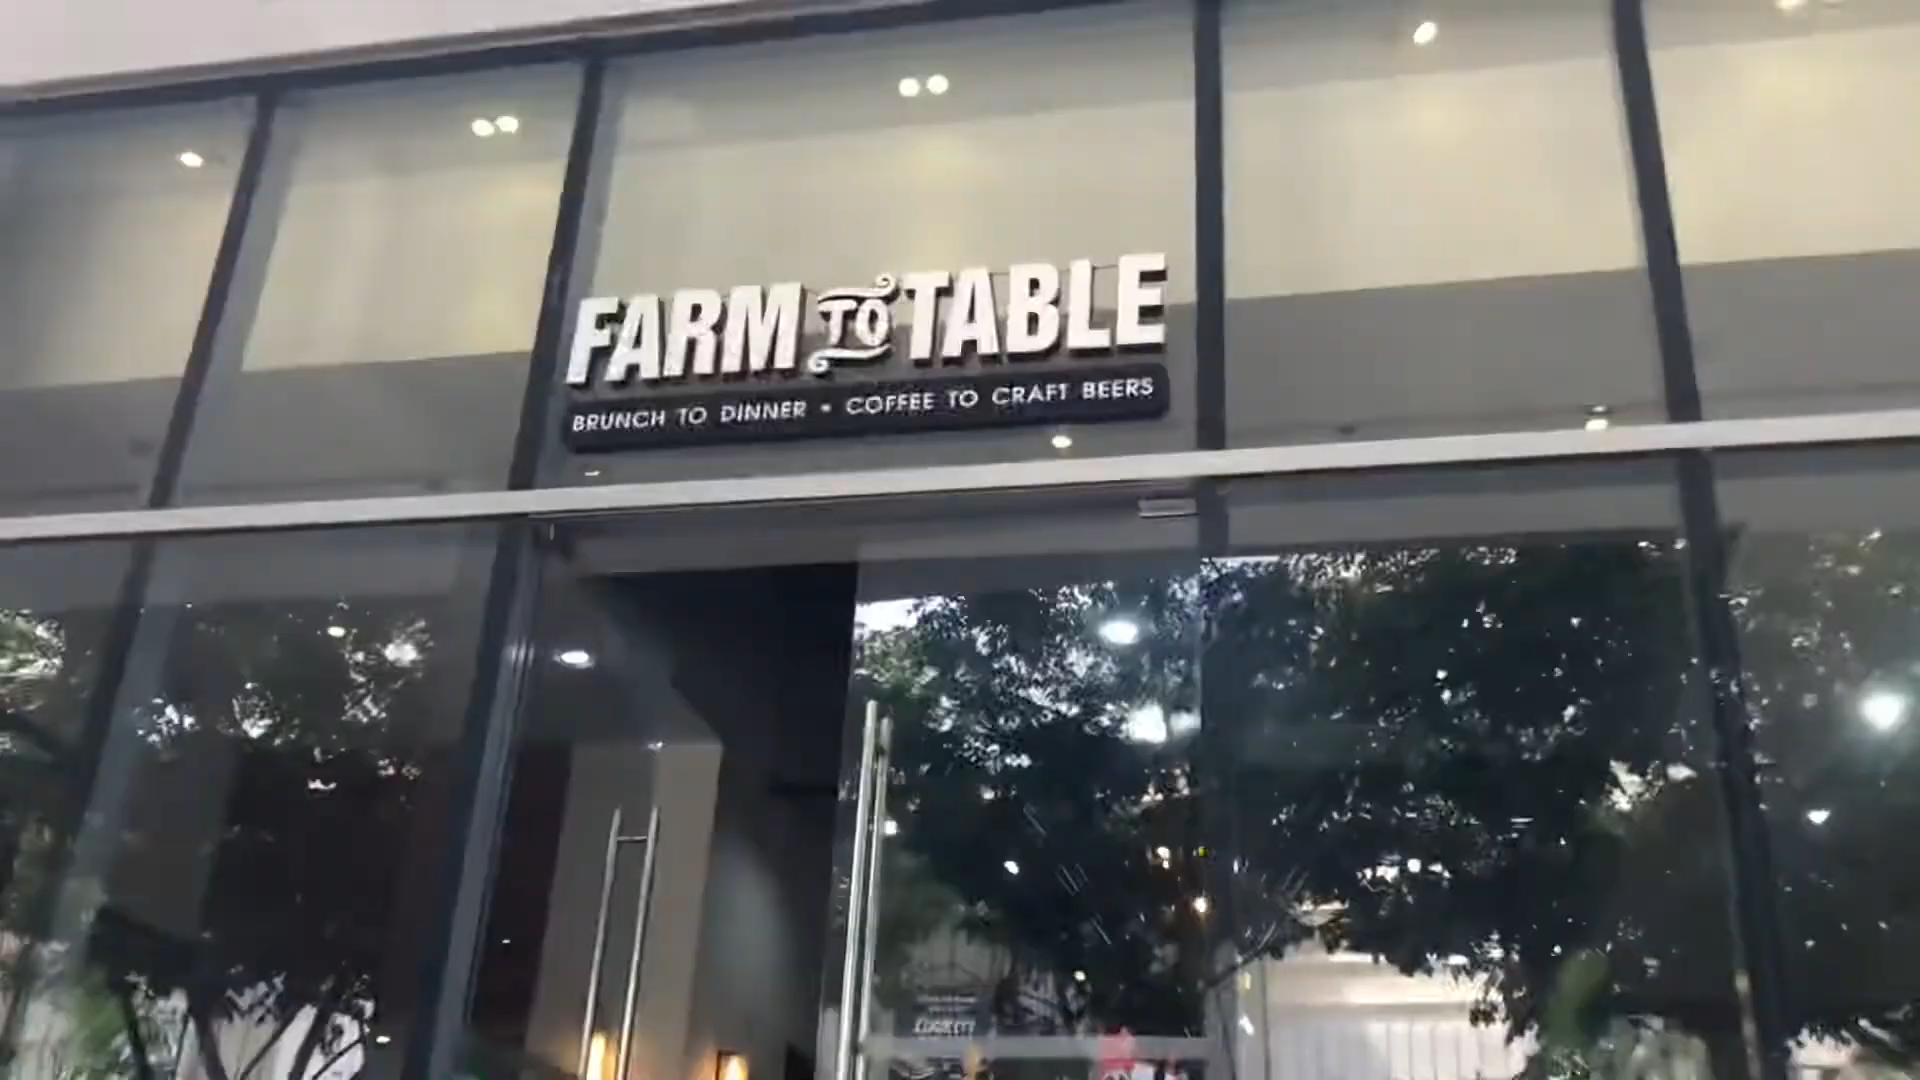 FARM TO TABLE
BRUNCH TO DINNER • COFFEE TO CRAFT BEERS